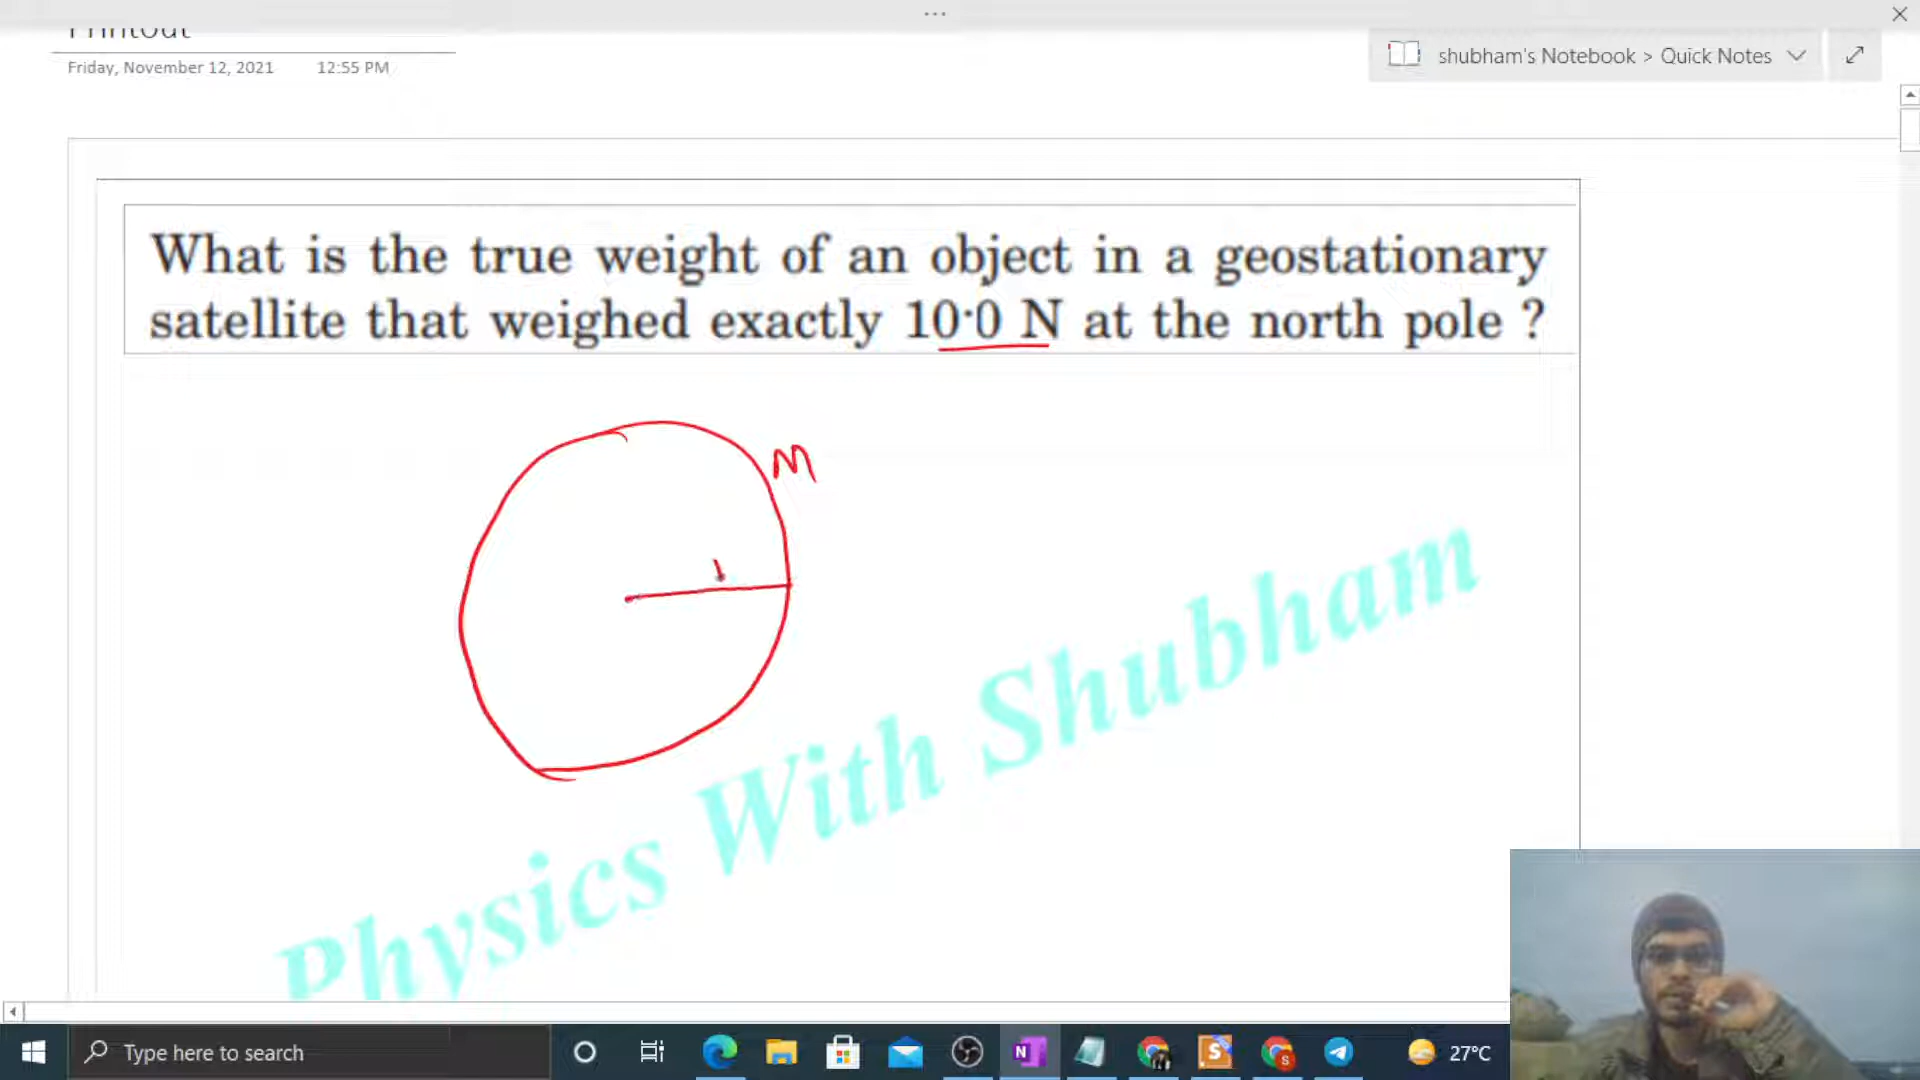 Printout
Friday, November 12, 2021 12:55 PM
shubham's Notebook > Quick Notes
What is the true weight of an object in a geostationary
satellite that weighed exactly 10·0 N at the north pole ?
M
Physics With Shubham
Type here to search
27°C